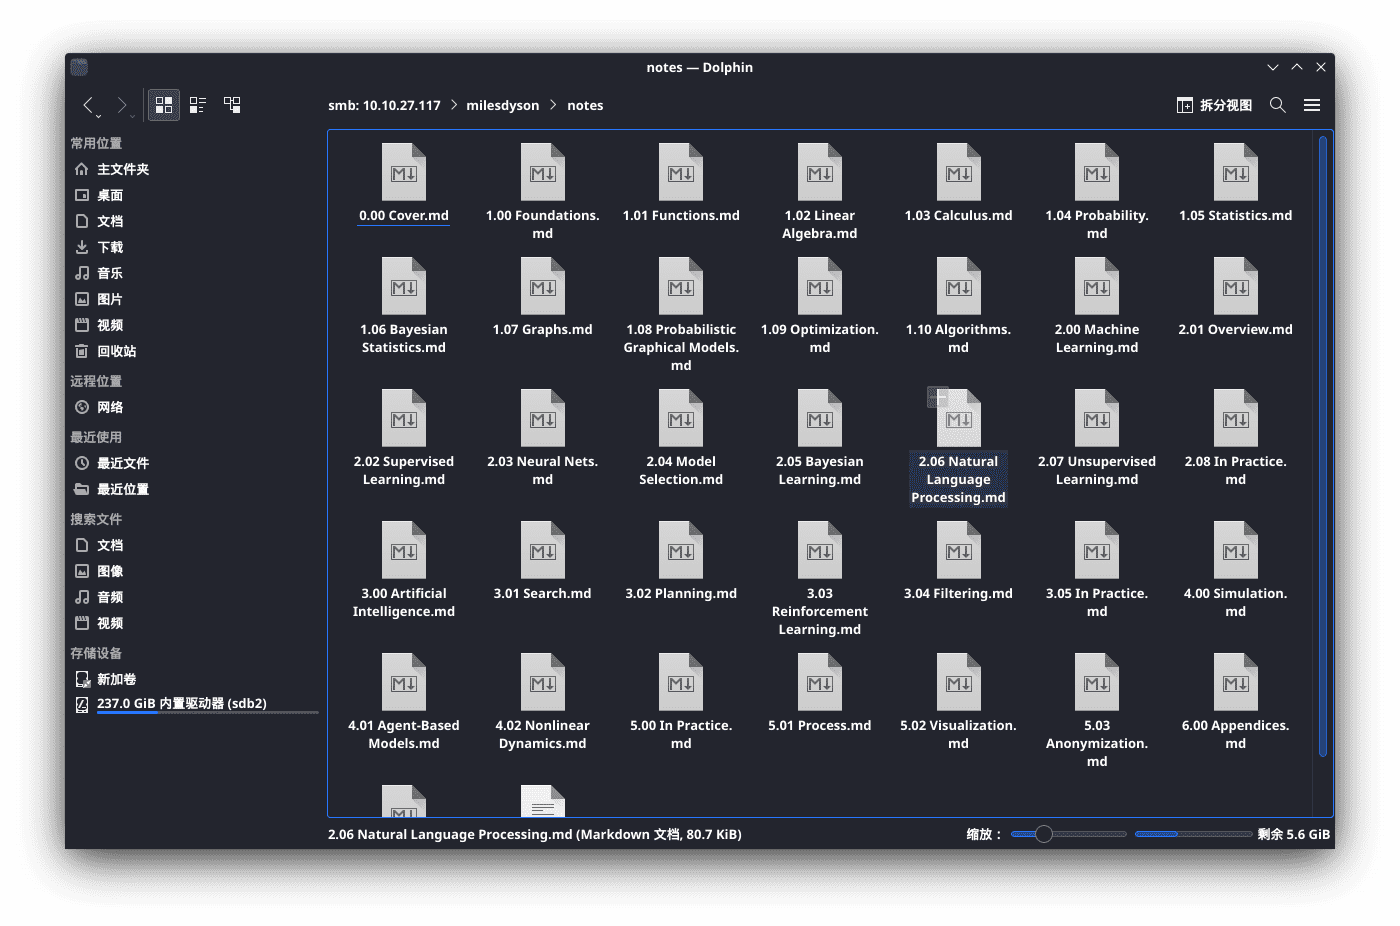 notes — Dolphin
smb: 10.10.27.117
milesdyson
notes
拆分视图
常用位置
主文件夹
桌面
文档
下载
音乐
图片
视频
回收站
远程位置
网络
最近使用
最近文件
最近位置
搜索文件
文档
图像
音频
视频
存储设备
新加卷
237.0 GiB 内置驱动器 (sdb2)
0.00 Cover.md
1.00 Foundations.
md
1.01 Functions.md
1.02 Linear
Algebra.md
1.03 Calculus.md
1.04 Probability.
md
1.05 Statistics.md
1.06 Bayesian
Statistics.md
1.07 Graphs.md
1.08 Probabilistic
Graphical Models.
md
1.09 Optimization.
md
1.10 Algorithms.
md
2.00 Machine
Learning.md
2.01 Overview.md
2.02 Supervised
Learning.md
2.03 Neural Nets.
md
2.04 Model
Selection.md
2.05 Bayesian
Learning.md
2.06 Natural
Language
Processing.md
2.07 Unsupervised
Learning.md
2.08 In Practice.
md
3.00 Artificial
Intelligence.md
3.01 Search.md
3.02 Planning.md
3.03
Reinforcement
Learning.md
3.04 Filtering.md
3.05 In Practice.
md
4.00 Simulation.
md
4.01 Agent-Based
Models.md
4.02 Nonlinear
Dynamics.md
5.00 In Practice.
md
5.01 Process.md
5.02 Visualization.
md
5.03
Anonymization.
md
6.00 Appendices.
md
2.06 Natural Language Processing.md (Markdown 文档, 80.7 KiB)
缩放：
剩余 5.6 GiB